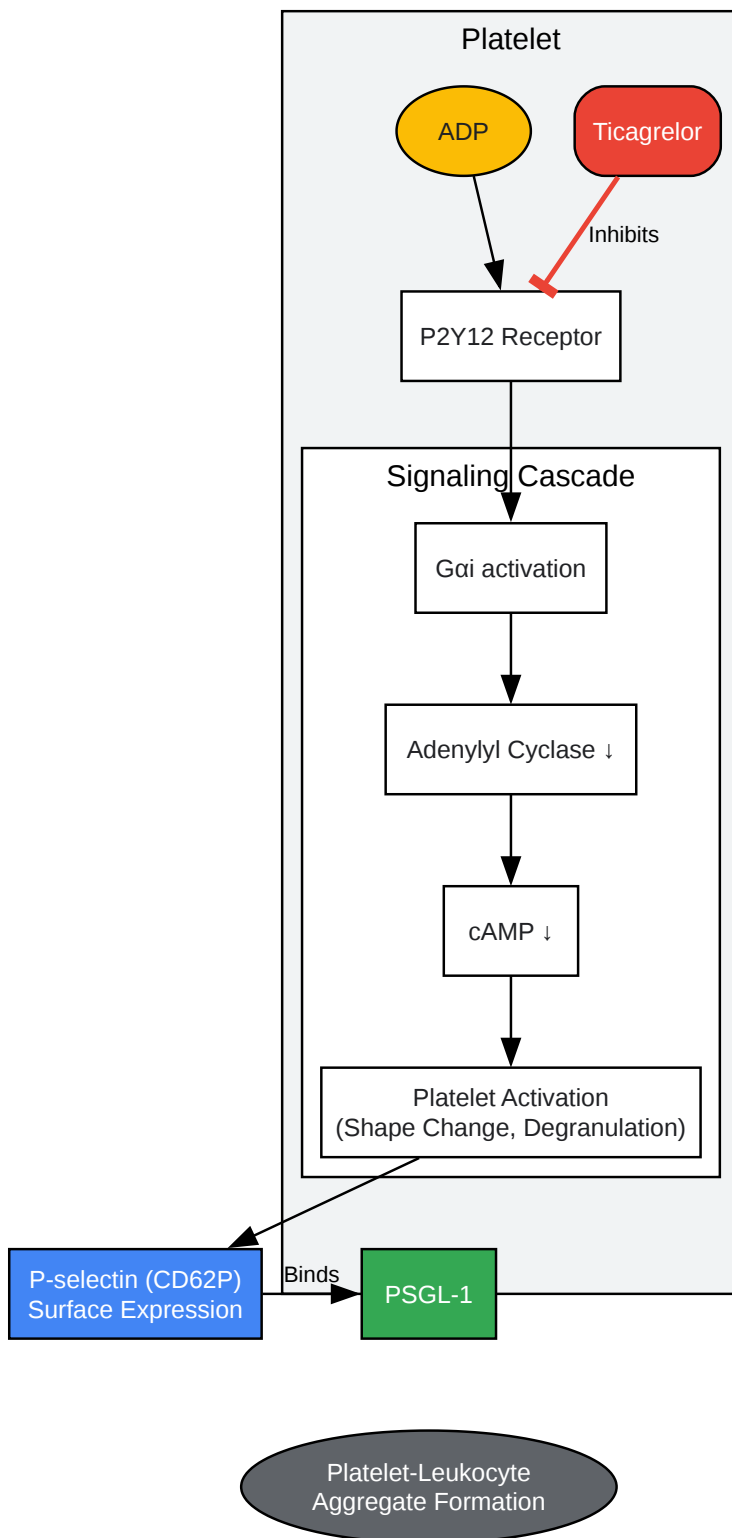 Platelet
ADP
Ticagrelor
Inhibits
P2Y12 Receptor
Signaling Cascade
Gαi activation
Adenylyl Cyclase ↓
cAMP ↓
Platelet Activation
(Shape Change, Degranulation)
P-selectin (CD62P)
Surface Expression
Binds
PSGL-1
Platelet-Leukocyte
Aggregate Formation